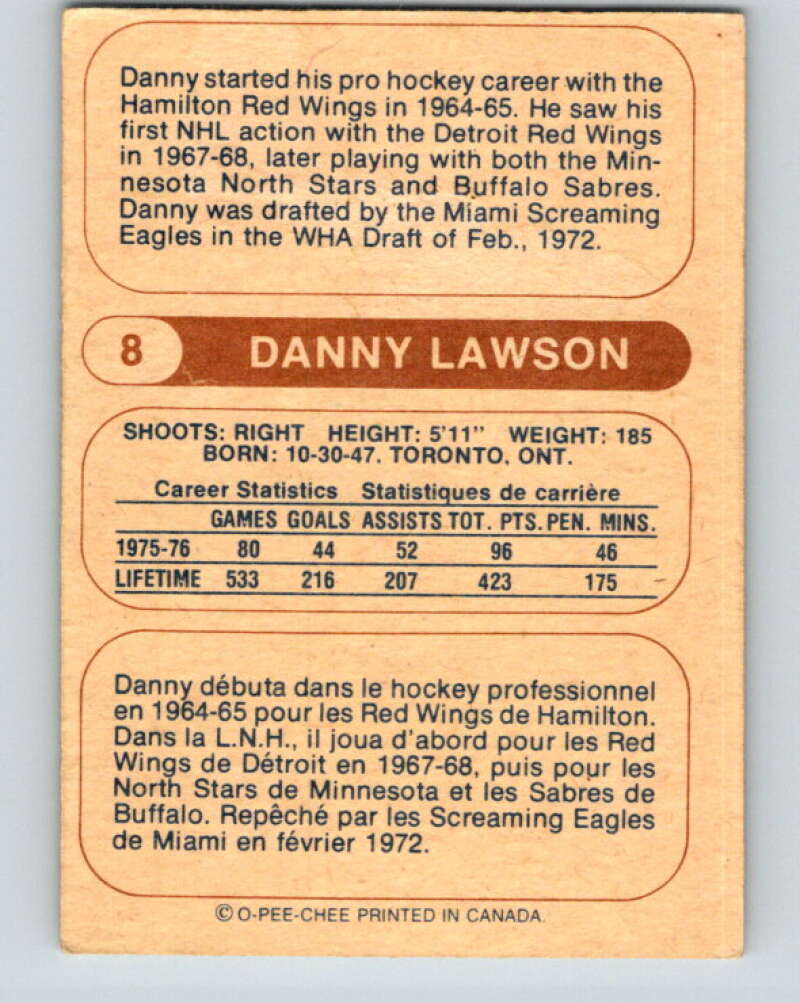 Danny started his pro hockey career with the
Hamilton Red Wings in 1964-65. He saw his
first NHL action with the Detroit Red Wings
in 1967-68, later playing with both the Min-
nesota North Stars and Buffalo Sabres.
Danny was drafted by the Miami Screaming
Eagles in the WHA Draft of Feb., 1972.
8 DANNY LAWSON
SHOOTS: RIGHT HEIGHT: 5'11" WEIGHT: 185
BORN: 10-30-47. TORONTO, ONT.
Career Statistics Statistiques de carrière
GAMES GOALS ASSISTS TOT. PTS. PEN. MINS.
1975-76 80 44 52 96 46
LIFETIME 533 216 207 423 175
Danny débuta dans le hockey professionnel
en 1964-65 pour les Red Wings de Hamilton.
Dans la L.N.H., il joua d'abord pour les Red
Wings de Détroit en 1967-68, puis pour les
North Stars de Minnesota et les Sabres de
Buffalo. Repêché par les Screaming Eagles
de Miami en février 1972.
© O-PEE-CHEE PRINTED IN CANADA.